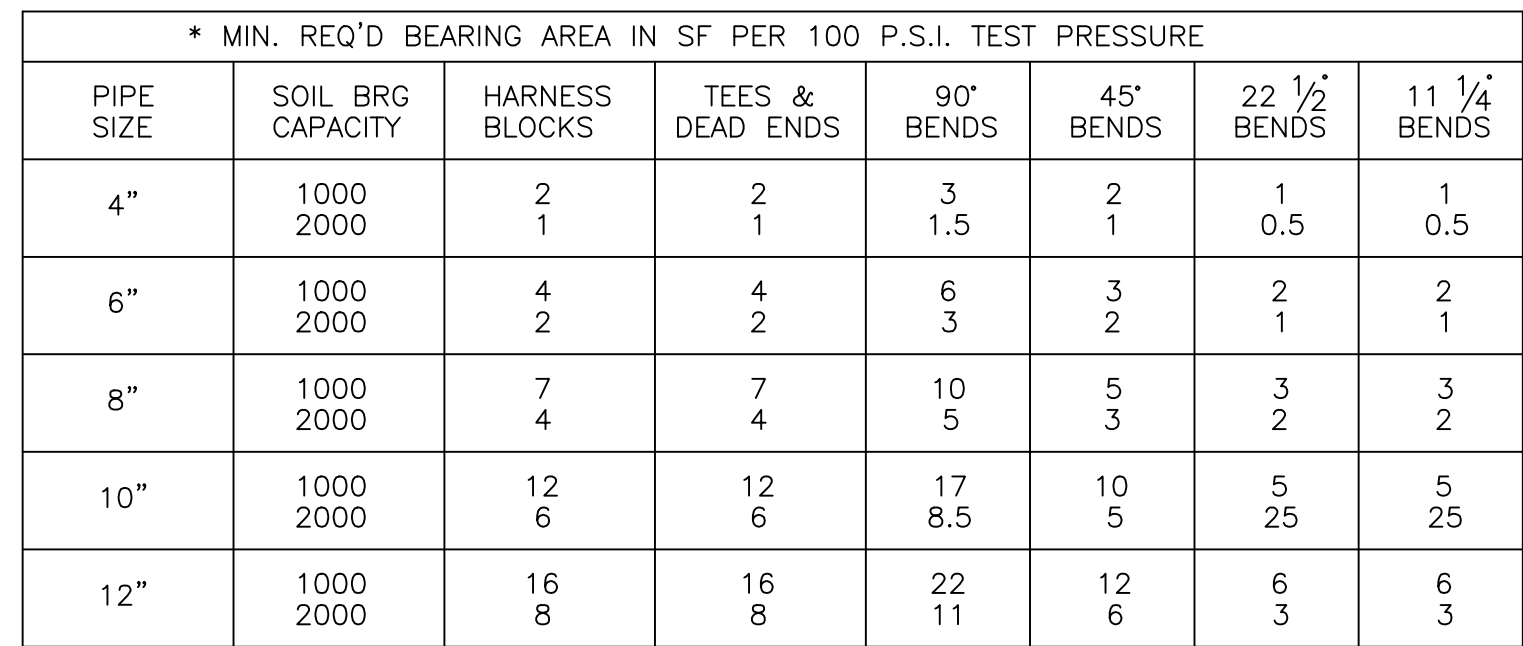 * MIN. REQ'D BEARING AREA IN SF PER 100 P.S.I. TEST PRESSURE
PIPE SIZE SOIL BRG CAPACITY HARNESS BLOCKS TEES & DEAD ENDS 90° BENDS 45° BENDS 22 1/2° BENDS 11 1/4° BENDS
4" 1000 2 2 3 2 1 1
2000 1 1 1.5 1 0.5 0.5
6" 1000 4 4 6 3 2 2
2000 2 2 3 2 1 1
8" 1000 7 7 10 5 3 3
2000 4 4 5 3 2 2
10" 1000 12 12 17 10 5 5
2000 6 6 8.5 5 25 25
12" 1000 16 16 22 12 6 6
2000 8 8 11 6 3 3